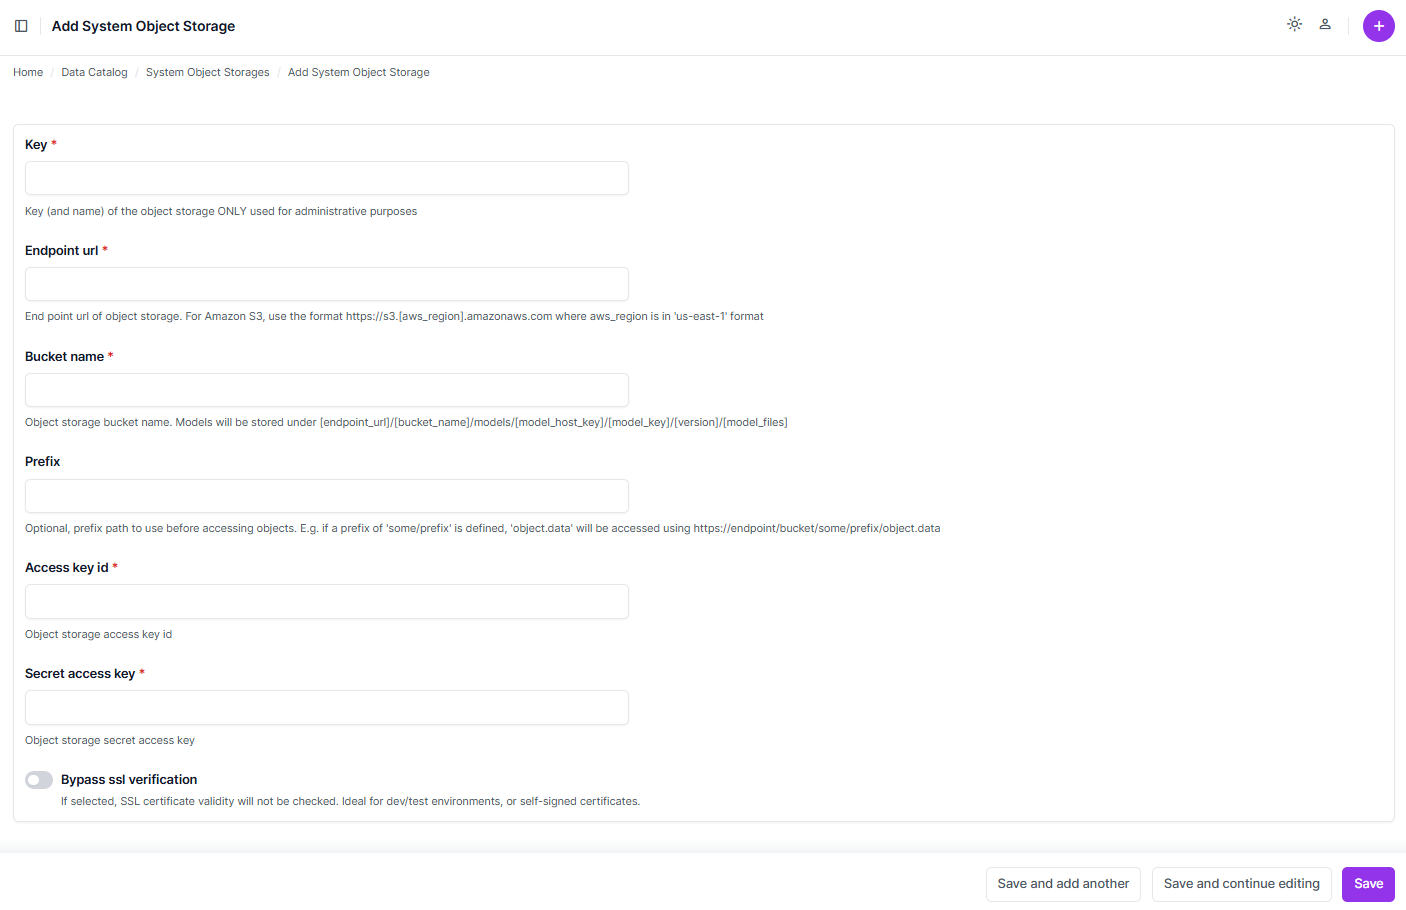 Add System Object Storage
Home / Data Catalog / System Object Storages / Add System Object Storage
Key *
Key (and name) of the object storage ONLY used for administrative purposes
Endpoint url *
End point url of object storage. For Amazon S3, use the format https://s3.[aws_region].amazonaws.com where aws_region is in 'us-east-1' format
Bucket name *
Object storage bucket name. Models will be stored under [endpoint_url]/[bucket_name]/models/[model_host_key]/[model_key]/[version]/[model_files]
Prefix
Optional, prefix path to use before accessing objects. E.g. if a prefix of 'some/prefix' is defined, 'object.data' will be accessed using https://endpoint/bucket/some/prefix/object.data
Access key id *
Object storage access key id
Secret access key *
Object storage secret access key
Bypass ssl verification
If selected, SSL certificate validity will not be checked. Ideal for dev/test environments, or self-signed certificates.
Save and add another
Save and continue editing
Save